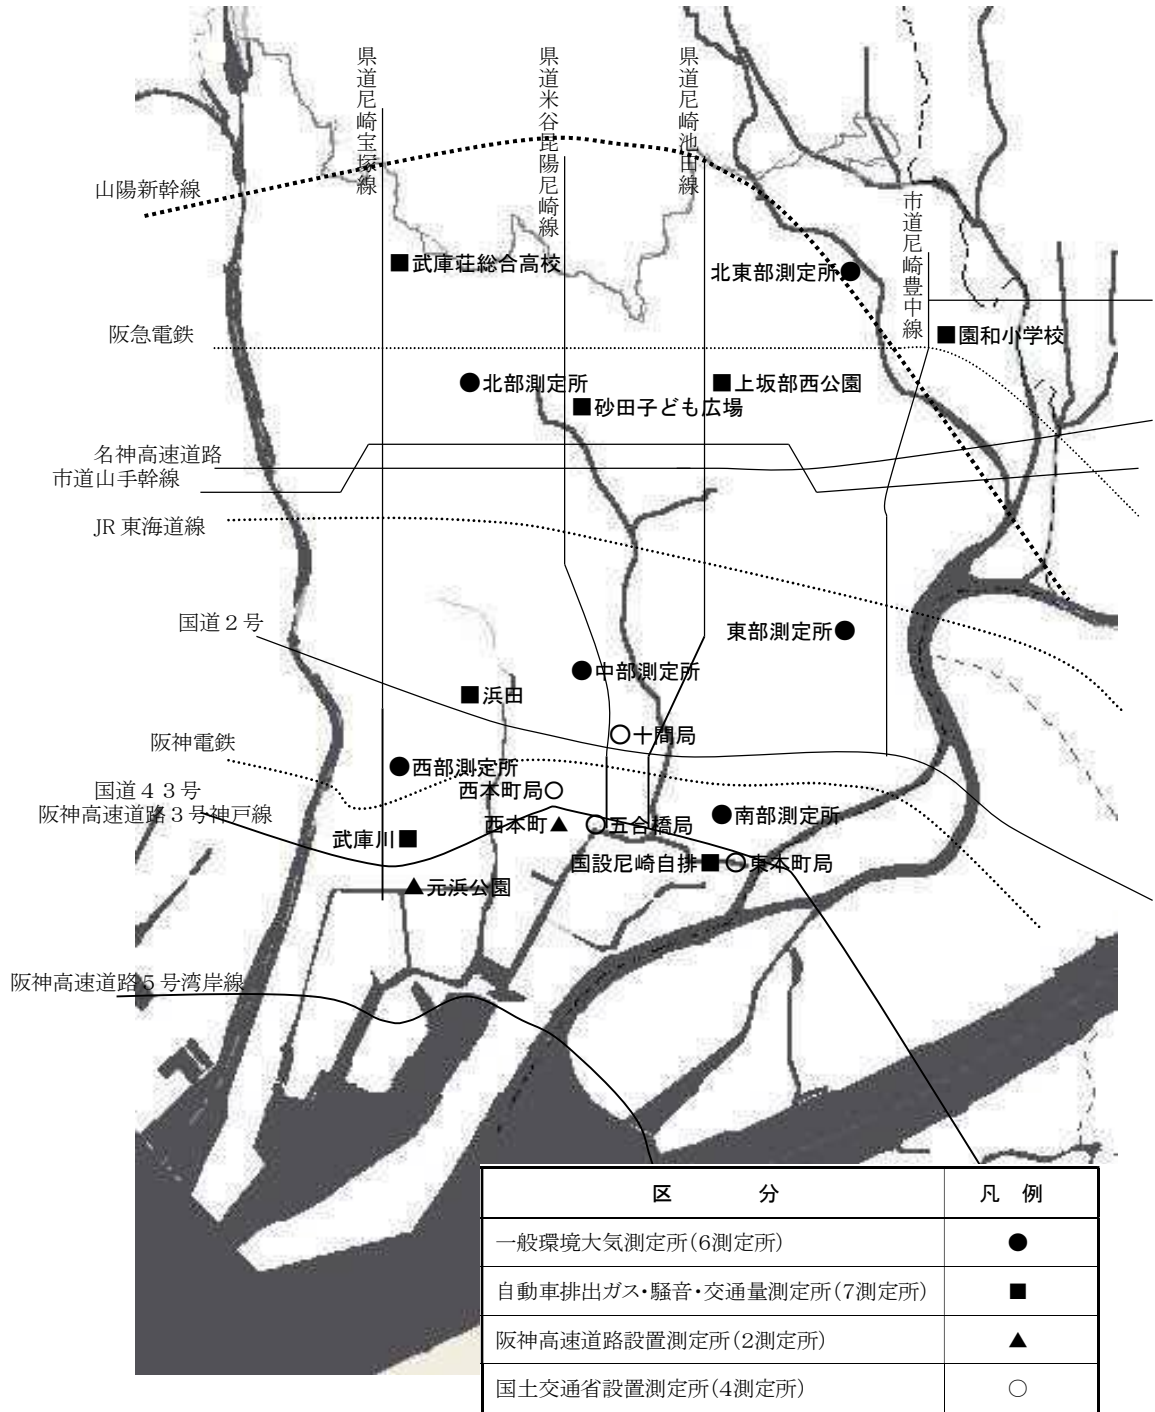 県道尼崎宝塚線
県道米谷昆陽尼崎線
県道尼崎池田線
山陽新幹線
市道尼崎豊中線
■武庫荘総合高校
北東部測定所●
阪急電鉄
■園和小学校
●北部測定所
■上坂部西公園
■砂田子ども広場
名神高速道路
市道山手幹線
JR東海道線
国道2号
東部測定所●
●中部測定所
■浜田
○十間局
阪神電鉄
●西部測定所
国道43号
西本町局○
阪神高速道路3号神戸線
●南部測定所
西本町▲
○五合橋局
武庫川■
国設尼崎自排■
○東本町局
▲元浜公園
阪神高速道路5号湾岸線
区 分 凡 例
一般環境大気測定所(6測定所) ●
自動車排出ガス・騒音・交通量測定所(7測定所) ■
阪神高速道路設置測定所(2測定所) ▲
国土交通省設置測定所(4測定所) ○